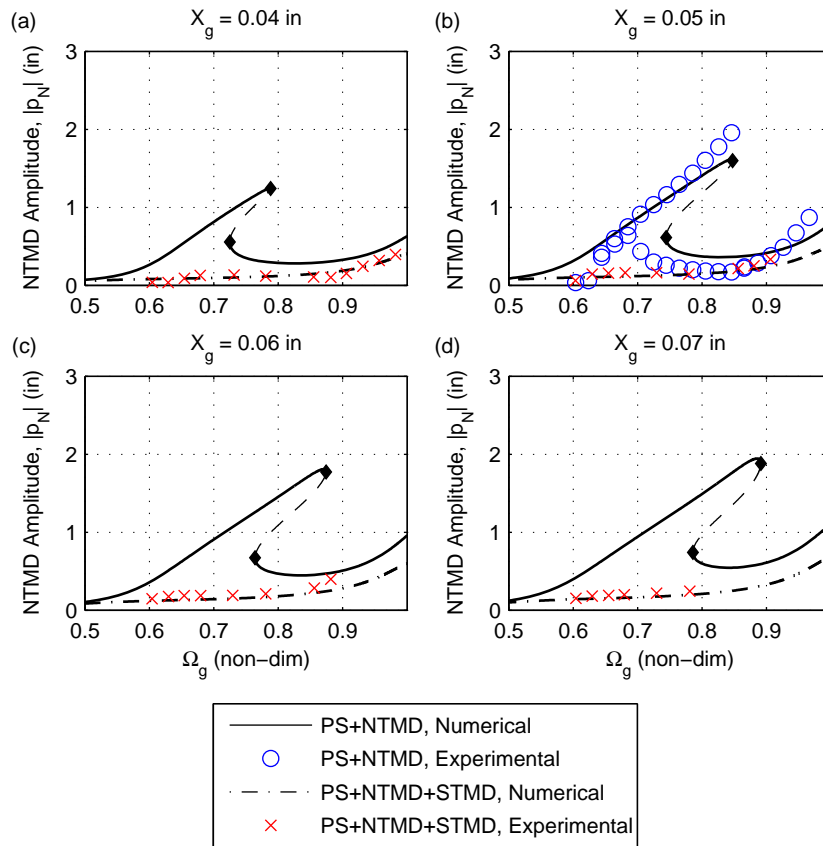 (a)
X_g = 0.04 in
NTMD Amplitude, |p_N| (in)
3
2
1
0
0.5 0.6 0.7 0.8 0.9
(b)
X_g = 0.05 in
3
2
1
0
0.5 0.6 0.7 0.8 0.9
(c)
X_g = 0.06 in
NTMD Amplitude, |p_N| (in)
3
2
1
0
0.5 0.6 0.7 0.8 0.9
Ω_g (non−dim)
(d)
X_g = 0.07 in
3
2
1
0
0.5 0.6 0.7 0.8 0.9
Ω_g (non−dim)
PS+NTMD, Numerical
PS+NTMD, Experimental
PS+NTMD+STMD, Numerical
PS+NTMD+STMD, Experimental